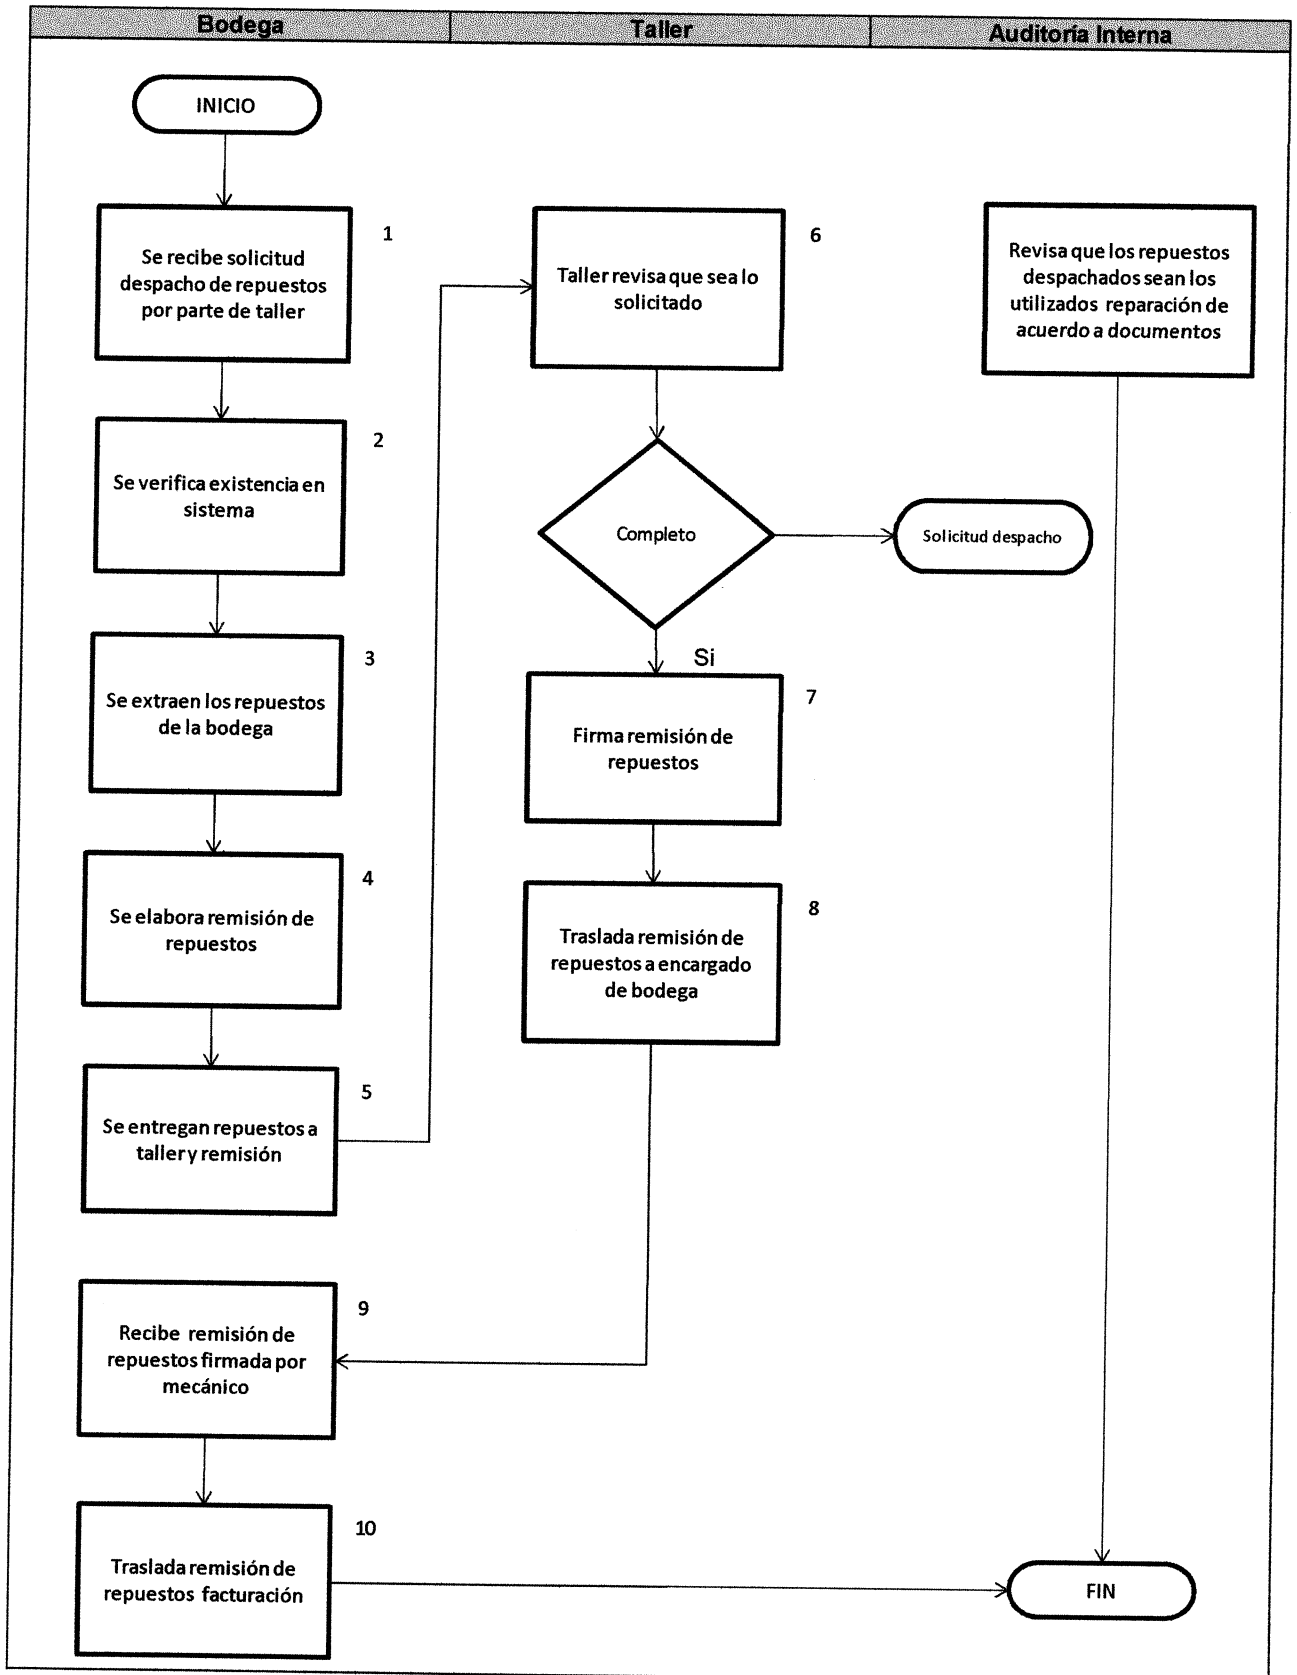 Bodega
Taller
Auditoría Interna
INICIO
1
Se recibe solicitud
despacho de repuestos
por parte de taller
2
Se verifica existencia en
sistema
3
Se extraen los repuestos
de la bodega
4
Se elabora remisión de
repuestos
5
Se entregan repuestos a
taller y remisión
6
Taller revisa que sea lo
solicitado
Completo
Solicitud despacho
Si
7
Firma remisión de
repuestos
8
Traslada remisión de
repuestos a encargado
de bodega
9
Recibe remisión de
repuestos firmada por
mecánico
10
Traslada remisión de
repuestos facturación
Revisa que los repuestos
despachados sean los
utilizados reparación de
acuerdo a documentos
FIN